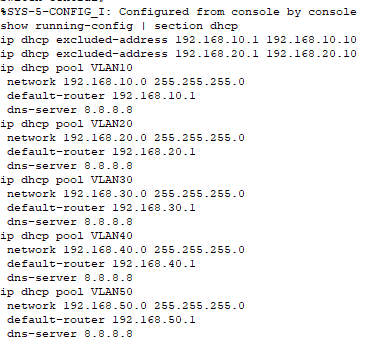 %SYS-5-CONFIG_I: Configured from console by console
show running-config | section dhcp
ip dhcp excluded-address 192.168.10.1 192.168.10.10
ip dhcp excluded-address 192.168.20.1 192.168.20.10
ip dhcp pool VLAN10
 network 192.168.10.0 255.255.255.0
 default-router 192.168.10.1
 dns-server 8.8.8.8
ip dhcp pool VLAN20
 network 192.168.20.0 255.255.255.0
 default-router 192.168.20.1
 dns-server 8.8.8.8
ip dhcp pool VLAN30
 network 192.168.30.0 255.255.255.0
 default-router 192.168.30.1
 dns-server 8.8.8.8
ip dhcp pool VLAN40
 network 192.168.40.0 255.255.255.0
 default-router 192.168.40.1
 dns-server 8.8.8.8
ip dhcp pool VLAN50
 network 192.168.50.0 255.255.255.0
 default-router 192.168.50.1
 dns-server 8.8.8.8